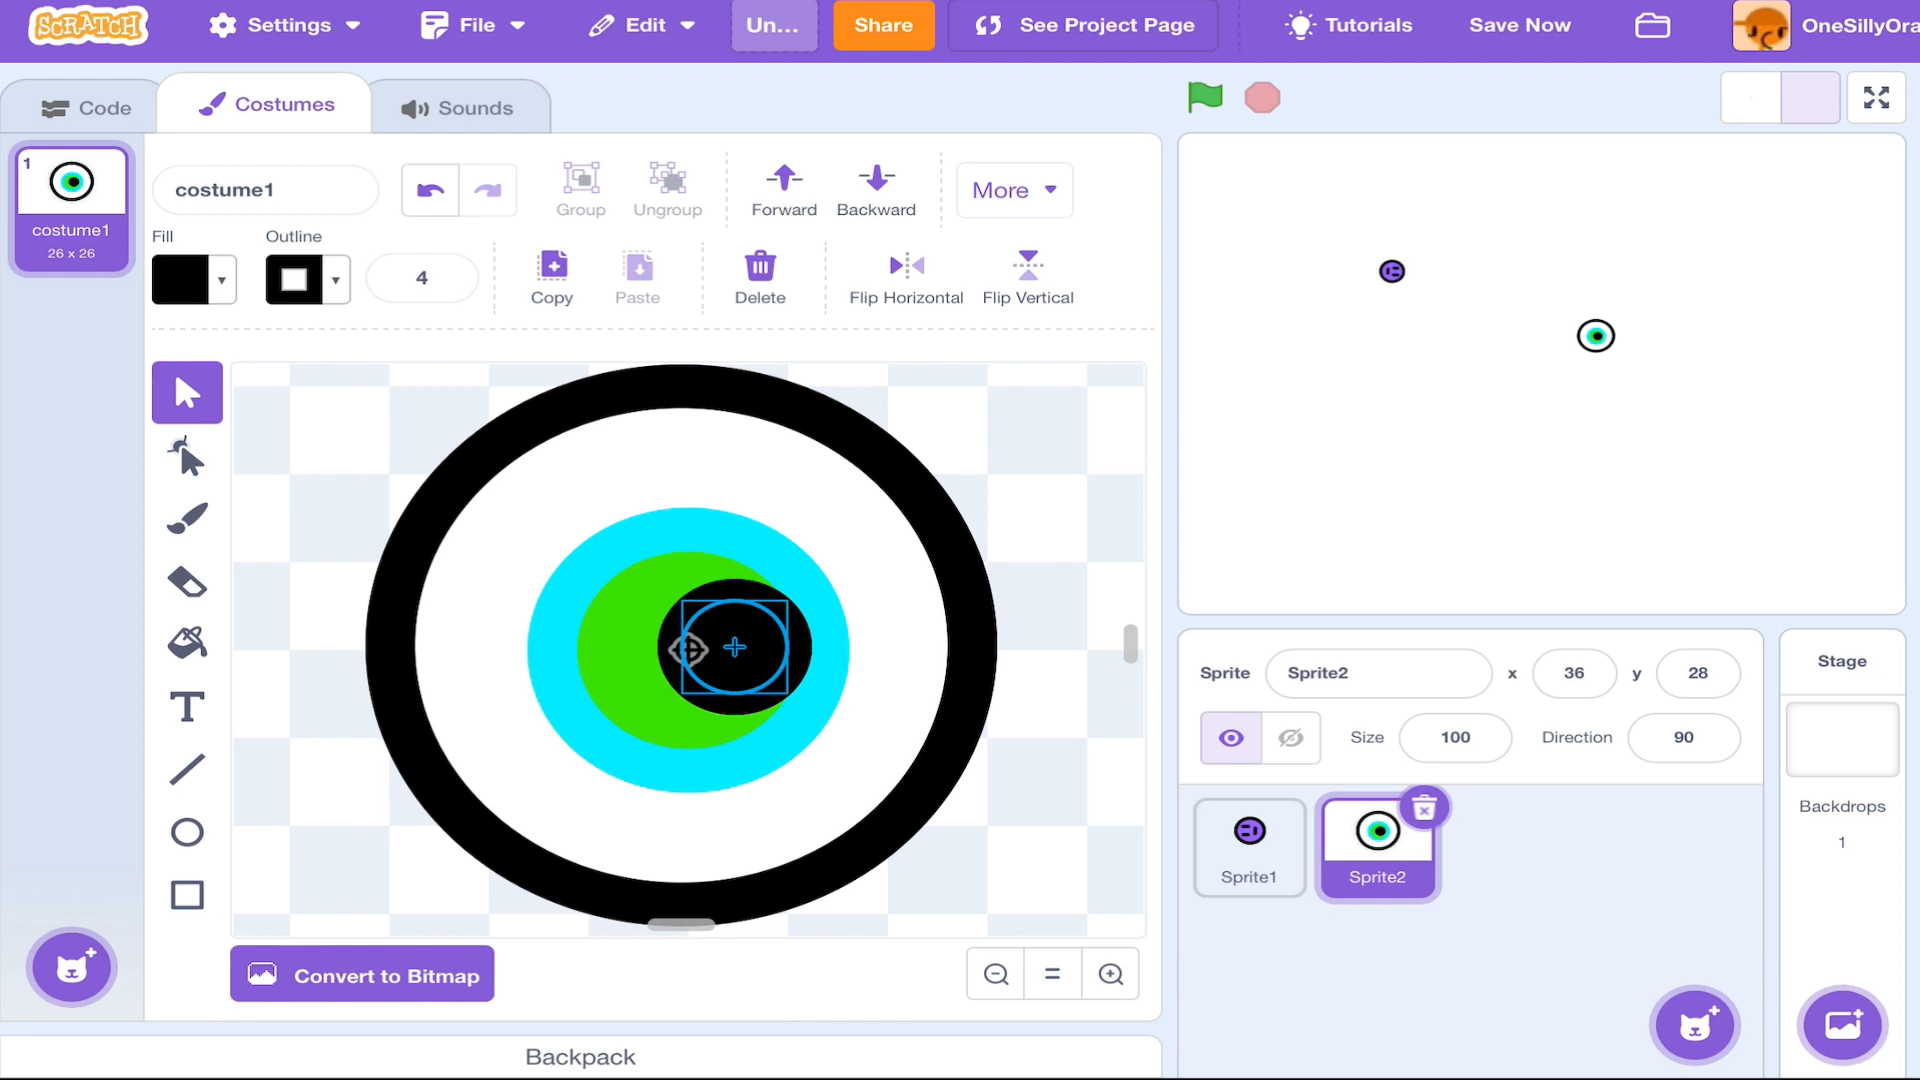 SCRATCH Settings File Edit Un... Share See Project Page Tutorials Save Now OneSillyOra
Code Costumes Sounds
1
costume1
26 x 26
costume1
Group Ungroup Forward Backward More
Fill Outline
4
Copy Paste Delete Flip Horizontal Flip Vertical
T
Convert to Bitmap
=
Backpack
Sprite Sprite2 x 36 y 28
Size 100 Direction 90
Sprite1 Sprite2
Stage
Backdrops
1